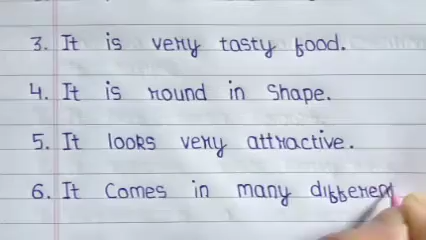 3. It is very tasty food.
4. It is round in Shape.
5. It looks very attractive.
6. It Comes in many differen